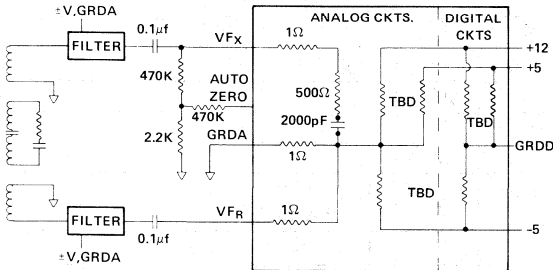 ±V,GRDA
ANALOG CKTS.
DIGITAL
CKTS
0.1µf
FILTER
VFX
1Ω
+12
+5
470K
AUTO
ZERO
500Ω
470K
2000pF
TBD
TBD
2.2K
GRDA
1Ω
GRDD
TBD
FILTER
VFR
1Ω
0.1µf
-5
±V,GRDA